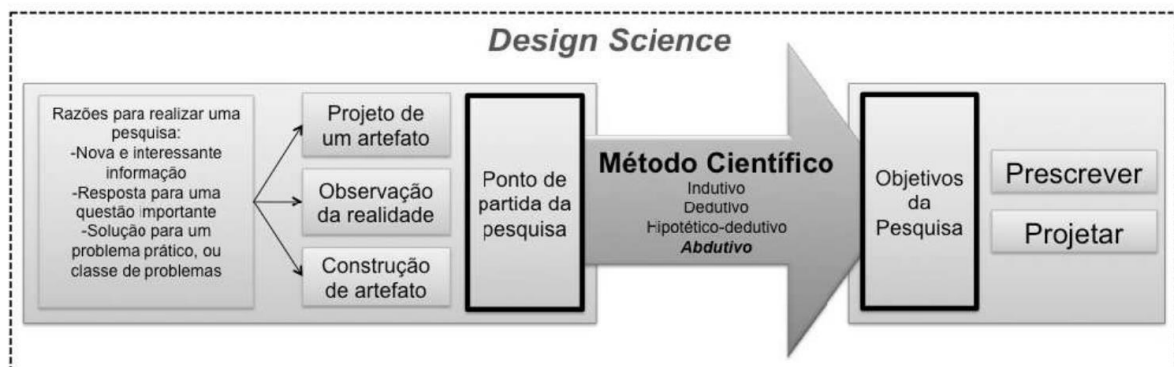 Design Science
Razões para realizar uma
pesquisa:
-Nova e interessante
informação
-Resposta para uma
questão importante
-Solução para um
problema prático, ou
classe de problemas
Projeto de
um artefato
Observação
da realidade
Construção
de artefato
Ponto de
partida da
pesquisa
Método Científico
Indutivo
Dedutivo
Hipotético-dedutivo
Abdutivo
Objetivos
da
Pesquisa
Prescrever
Projetar